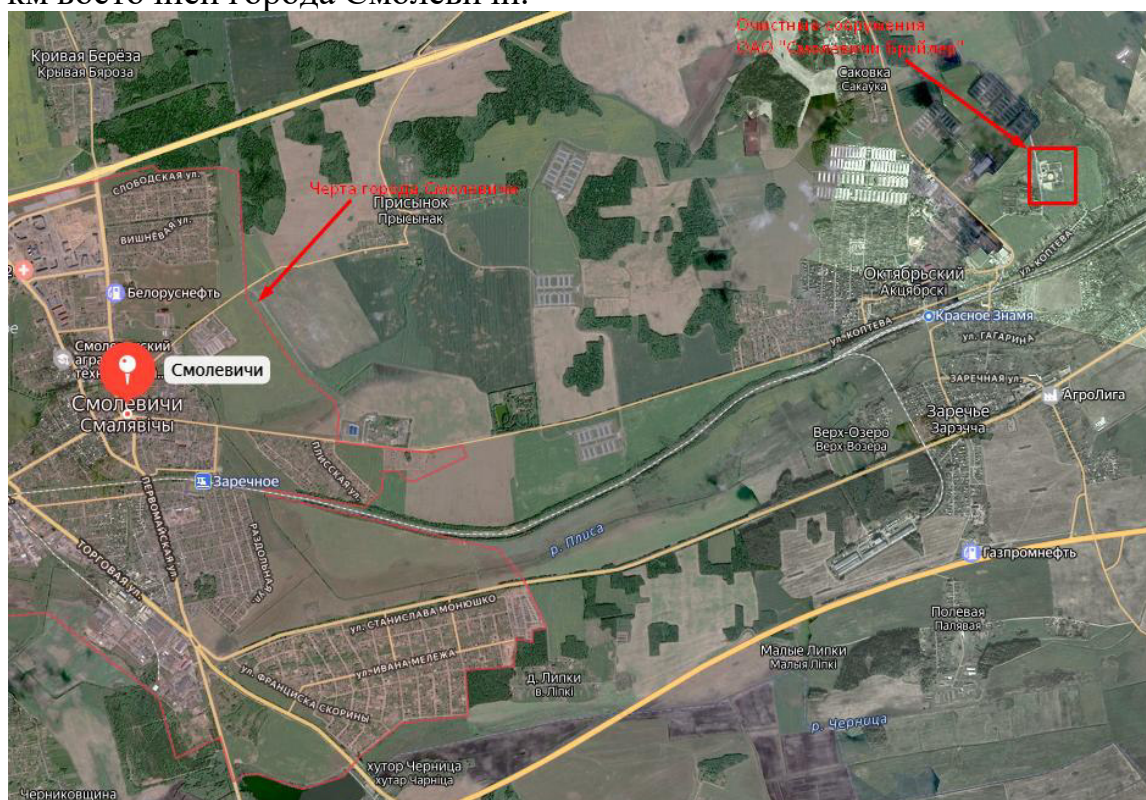 км восточней города Смолевичи.
Очистные сооружения
ОАО "Смолевичи Бройлер"
Кривая Берёза
Крывая Бяроза
Саковка
Сакаўка
СЛОБОДСКАЯ ул.
Черта города Смолавичи
Присынок
Прысынак
ВИШНЁВАЯ ул.
ул. КОПТЕВА
Октябрьский
Акцябрскі
Белоруснефть
Красное Знамя
ул. КОПТЕВА
ул. ГАГАРИНА
Смолевичи
ЗАРЕЧНАЯ ул.
АгроЛига
Смолевичи
Смалявічы
Заречье
Зарэчча
Верх-Озеро
Верх Возера
ПЛИССКАЯ ул.
Заречное
р. Плиса
ПЕРВОМАЙСКАЯ ул.
РАЗДОЛЬНАЯ ул.
ТОРГОВАЯ ул.
Газпромнефть
ул. СТАНИСЛАВА МОНЮШКО
Полевая
Палявая
ул. ИВАНА МЕЛЕЖА
Малые Липки
Малыя Ліпкі
ул. ФРАНЦИСКА СКОРИНЫ
д. Липки
в. Ліпкі
р. Черница
хутор Черница
хутар Чарніца
Черниковщина